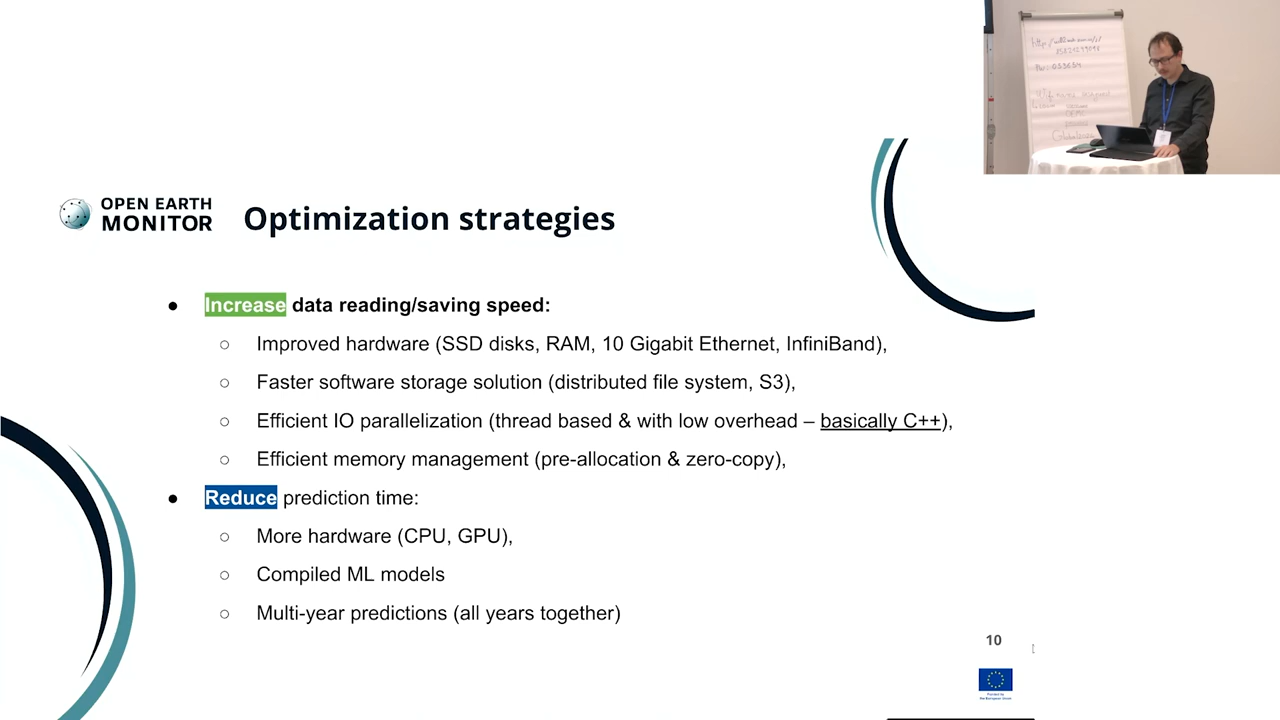 OPEN EARTH
MONITOR
Optimization strategies
● Increase data reading/saving speed:
○ Improved hardware (SSD disks, RAM, 10 Gigabit Ethernet, InfiniBand),
○ Faster software storage solution (distributed file system, S3),
○ Efficient IO parallelization (thread based & with low overhead – basically C++),
○ Efficient memory management (pre-allocation & zero-copy),
● Reduce prediction time:
○ More hardware (CPU, GPU),
○ Compiled ML models
○ Multi-year predictions (all years together)
10